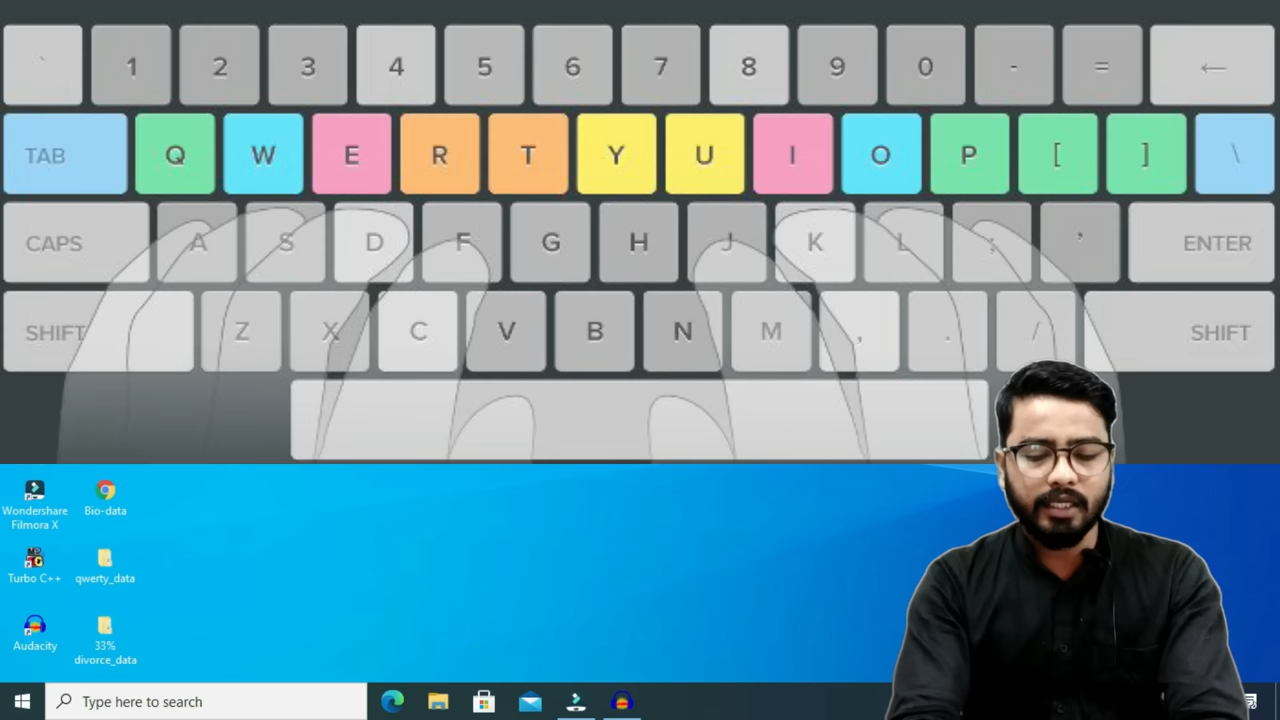 ` 1 2 3 4 5 6 7 8 9 0 - = ←
TAB Q W E R T Y U I O P [ ] \
CAPS A S D F G H J K L ; ' ENTER
SHIFT Z X C V B N M , . / SHIFT
Wondershare
Filmora X
Bio-data
Turbo C++
qwerty_data
Audacity
33%
divorce_data
Type here to search